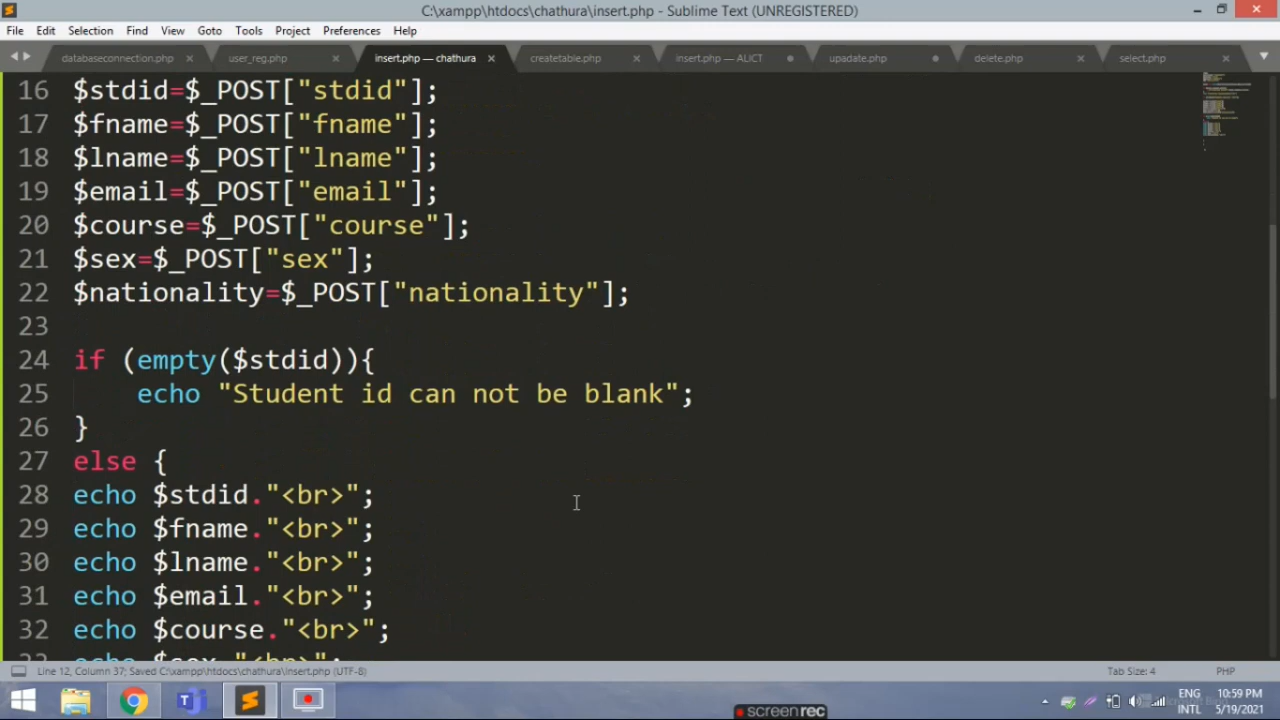 C:\xampp\htdocs\chathura\insert.php - Sublime Text (UNREGISTERED)
File Edit Selection Find View Goto Tools Project Preferences Help
databaseconnection.php user_reg.php insert.php — chathura createtable.php insert.php — ALICT upadate.php delete.php select.php
16 $stdid=$_POST["stdid"];
17 $fname=$_POST["fname"];
18 $lname=$_POST["lname"];
19 $email=$_POST["email"];
20 $course=$_POST["course"];
21 $sex=$_POST["sex"];
22 $nationality=$_POST["nationality"];
23
24 if (empty($stdid)){
25 echo "Student id can not be blank";
26 }
27 else {
28 echo $stdid."<br>";
29 echo $fname."<br>";
30 echo $lname."<br>";
31 echo $email."<br>";
32 echo $course."<br>";
33 echo $sex."<br>";
Line 12, Column 37; Saved C:\xampp\htdocs\chathura\insert.php (UTF-8) Tab Size: 4 PHP
ENG 10:59 PM
INTL 5/19/2021
screenrec